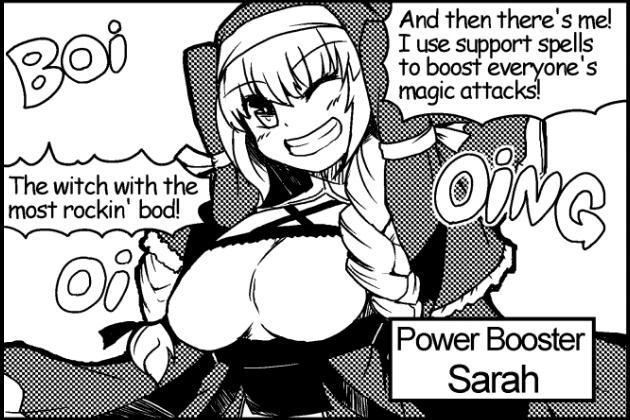 BOi
And then there's me!
I use support spells
to boost everyone's
magic attacks!
The witch with the
most rockin' bod!
OiNG
Oi
Power Booster
Sarah